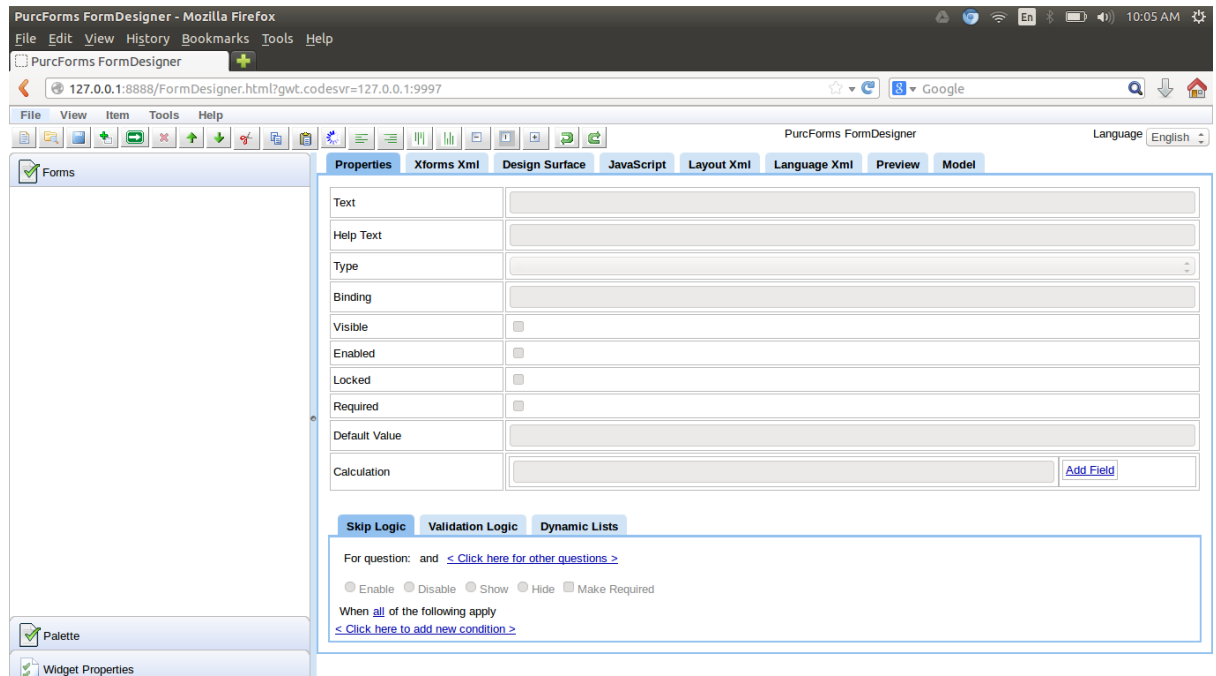 PurcForms FormDesigner - Mozilla Firefox
En
10:05 AM
File Edit View History Bookmarks Tools Help
PurcForms FormDesigner
127.0.0.1:8888/FormDesigner.html?gwt.codesvr=127.0.0.1:9997
8 Google
File View Item Tools Help
PurcForms FormDesigner
Language English
Forms
Properties Xforms Xml Design Surface JavaScript Layout Xml Language Xml Preview Model
Text
Help Text
Type
Binding
Visible
Enabled
Locked
Required
Default Value
Calculation
Add Field
Skip Logic Validation Logic Dynamic Lists
For question: and < Click here for other questions >
Enable Disable Show Hide Make Required
When all of the following apply
< Click here to add new condition >
Palette
Widget Properties